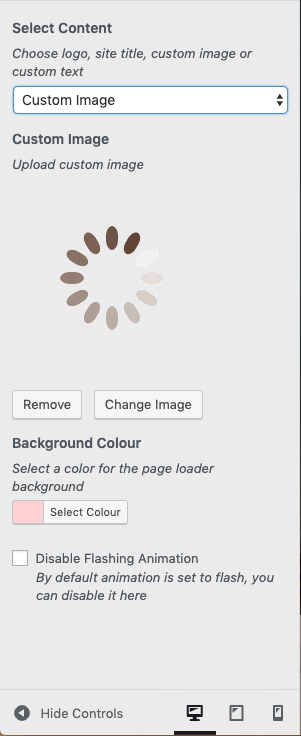 Select Content
Choose logo, site title, custom image or
custom text
Custom Image
Custom Image
Upload custom image
Remove
Change Image
Background Colour
Select a color for the page loader
background
Select Colour
Disable Flashing Animation
By default animation is set to flash, you
can disable it here
Hide Controls